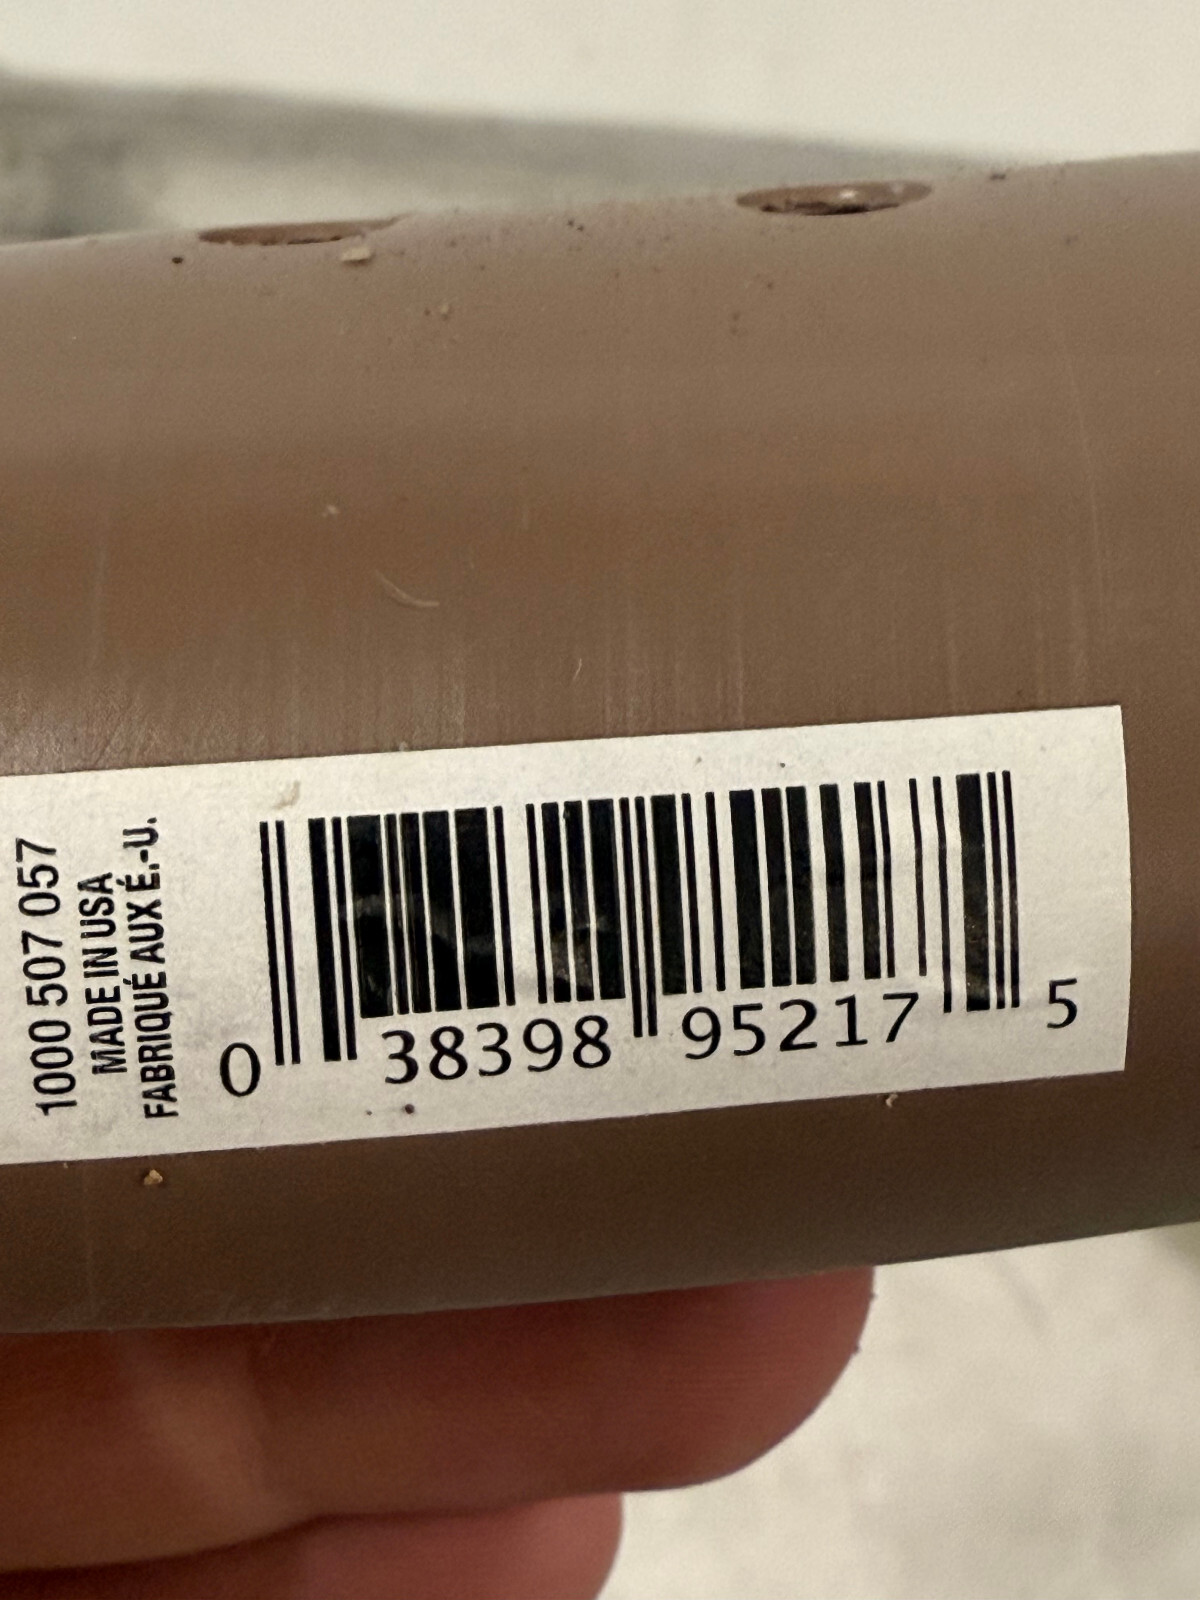 1000 507 057
MADE IN USA
FABRIQUÉ AUX É.-U.
0 38398 95217 5